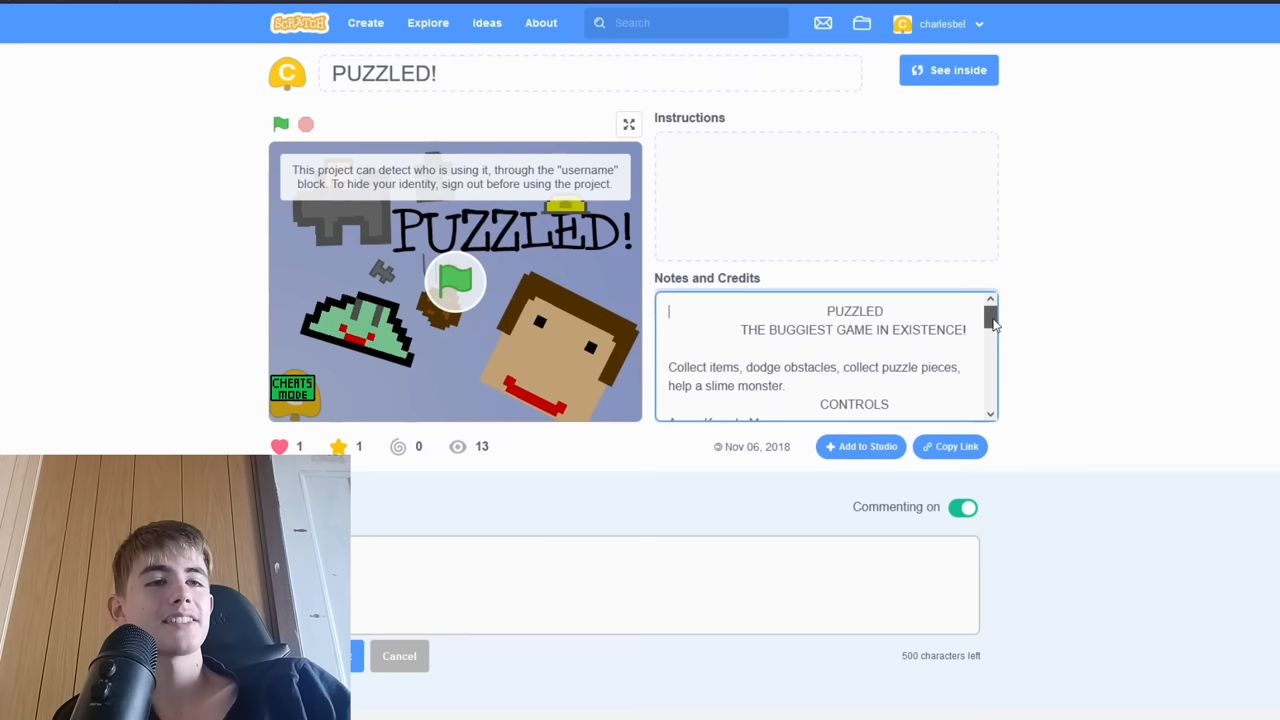 SCRATCH
Create
Explore
Ideas
About
Search
C
charlesbel
C
PUZZLED!
See inside
Instructions
This project can detect who is using it, through the "username"
block. To hide your identity, sign out before using the project.
PUZZLED!
CHEATS
MODE
Notes and Credits
PUZZLED
THE BUGGIEST GAME IN EXISTENCE!
Collect items, dodge obstacles, collect puzzle pieces,
help a slime monster.
CONTROLS
1
1
0
13
© Nov 06, 2018
Add to Studio
Copy Link
Commenting on
Cancel
500 characters left